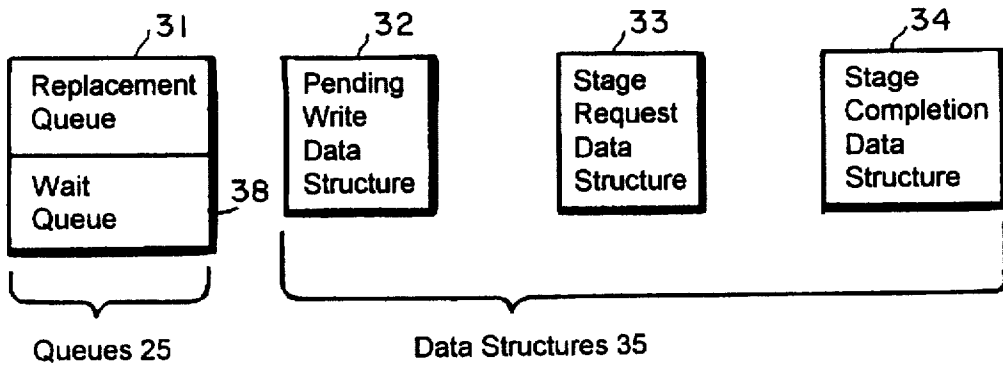 31
Replacement
Queue
Wait
Queue
38
32
Pending
Write
Data
Structure
33
Stage
Request
Data
Structure
34
Stage
Completion
Data
Structure
Queues 25
Data Structures 35